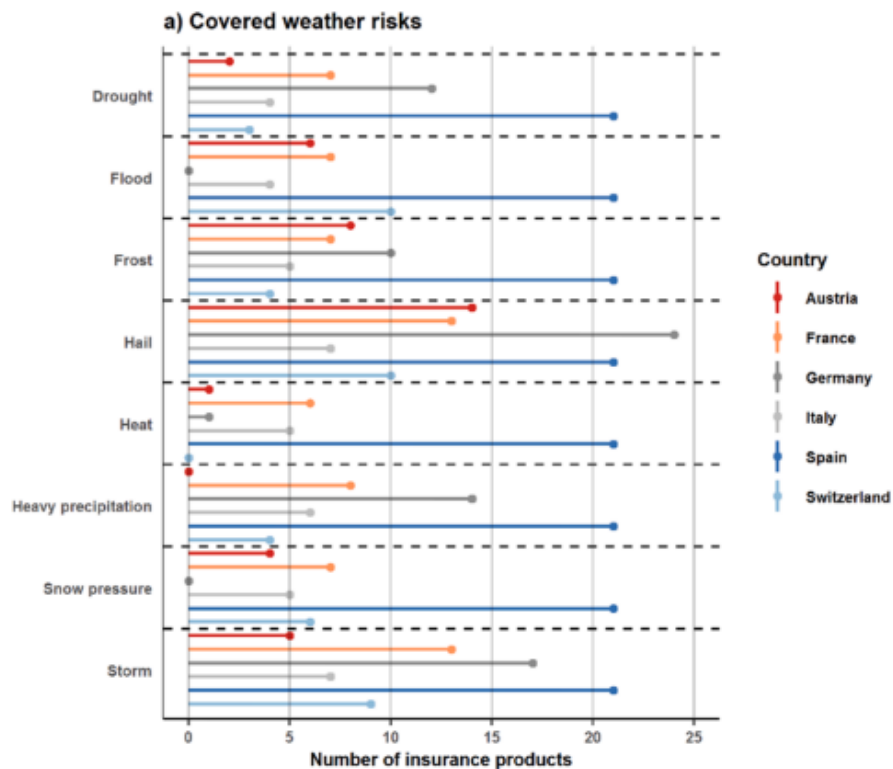 a) Covered weather risks
Drought
Flood
Frost
Hail
Heat
Heavy precipitation
Snow pressure
Storm
0 5 10 15 20 25
Number of insurance products
Country
Austria
France
Germany
Italy
Spain
Switzerland